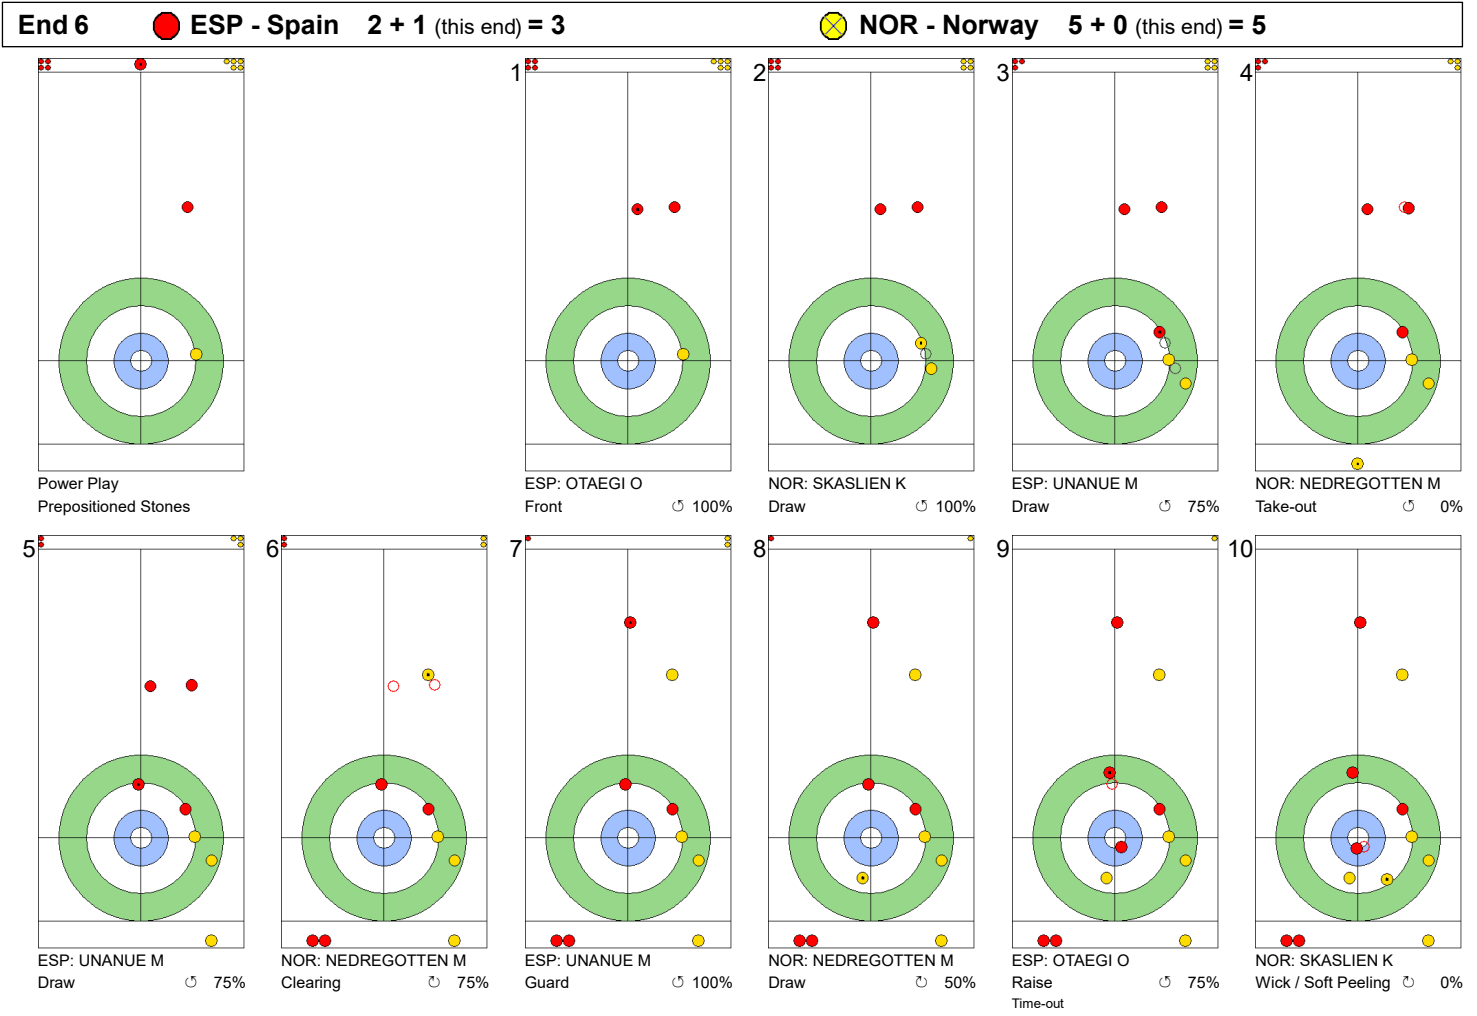 End 6 ESP - Spain 2 + 1 (this end) = 3 NOR - Norway 5 + 0 (this end) = 5
1 2 3 4
Power Play ESP: OTAEGI O NOR: SKASLIEN K ESP: UNANUE M NOR: NEDREGOTTEN M
Prepositioned Stones Front 100% Draw 100% Draw 75% Take-out 0%
5 6 7 8 9 10
ESP: UNANUE M NOR: NEDREGOTTEN M ESP: UNANUE M NOR: NEDREGOTTEN M ESP: OTAEGI O NOR: SKASLIEN K
Draw 75% Clearing 75% Guard 100% Draw 50% Raise 75% Wick / Soft Peeling 0%
Time-out